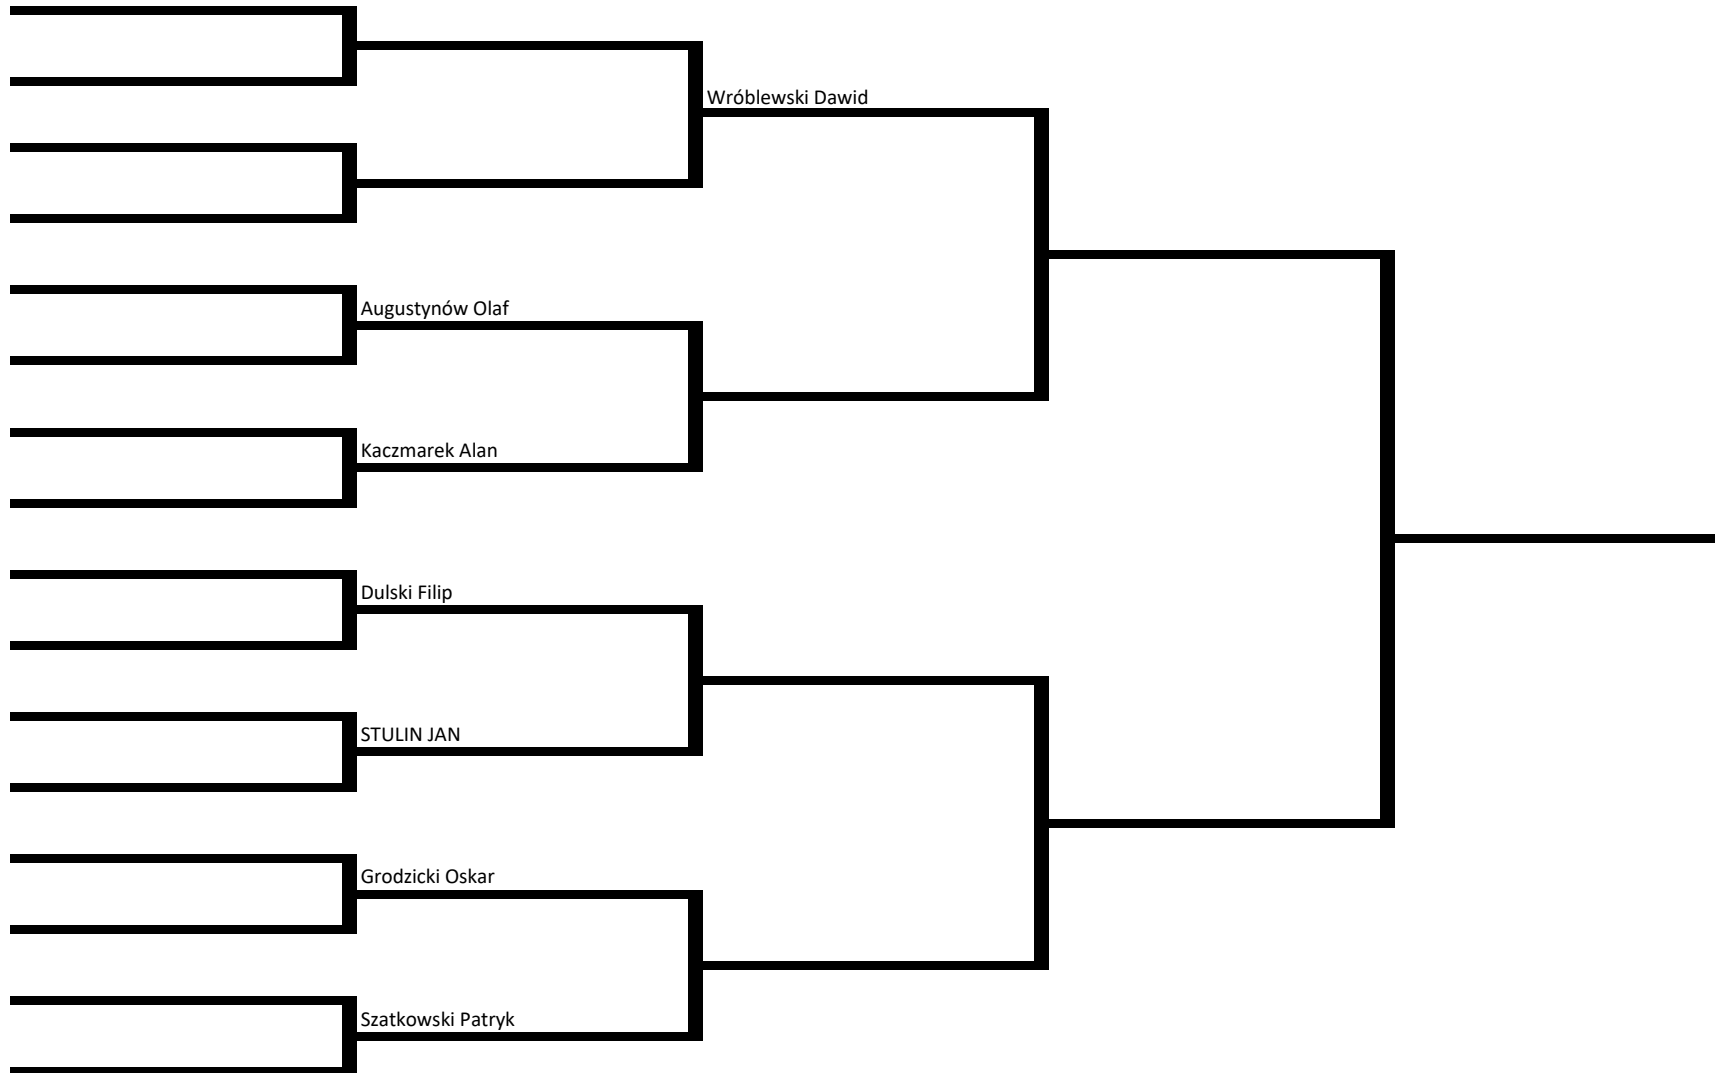 Wróblewski Dawid
Augustynów Olaf
Kaczmarek Alan
Dulski Filip
STULIN JAN
Grodzicki Oskar
Szatkowski Patryk